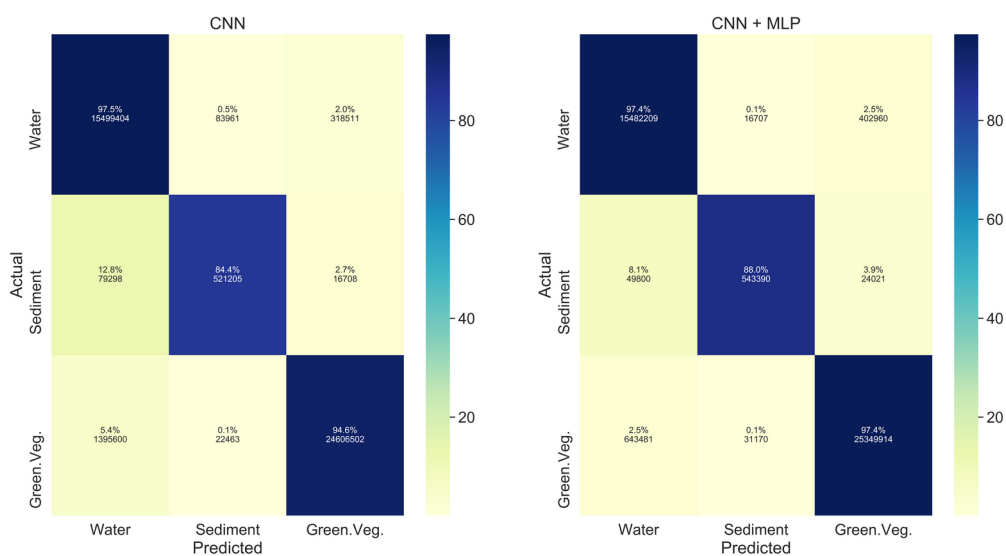 CNN
Water
97.5%
15499404
0.5%
83961
2.0%
318511
Actual
Sediment
12.8%
79298
84.4%
521205
2.7%
16708
Green.Veg.
5.4%
1395600
0.1%
22463
94.6%
24606502
Water
Sediment
Green.Veg.
Predicted
80
60
40
20
CNN + MLP
Water
97.4%
15482209
0.1%
16707
2.5%
402960
Actual
Sediment
8.1%
49800
88.0%
543390
3.9%
24021
Green.Veg.
2.5%
643481
0.1%
31170
97.4%
25349914
Water
Sediment
Green.Veg.
Predicted
80
60
40
20